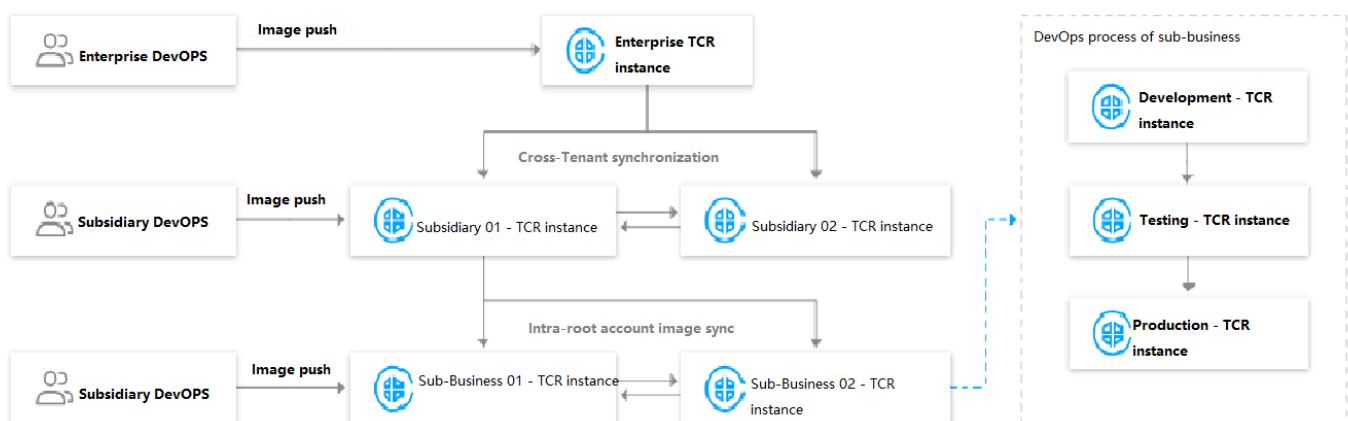 Image push
Enterprise DevOPS
Enterprise TCR
instance
DevOps process of sub-business
Development - TCR
instance
Cross-Tenant synchronization
Image push
Subsidiary DevOPS
Subsidiary 01 - TCR instance
Subsidiary 02 - TCR instance
Testing - TCR instance
Intra-root account image sync
Production - TCR
instance
Image push
Subsidiary DevOPS
Sub-Business 01 - TCR instance
Sub-Business 02 - TCR
instance